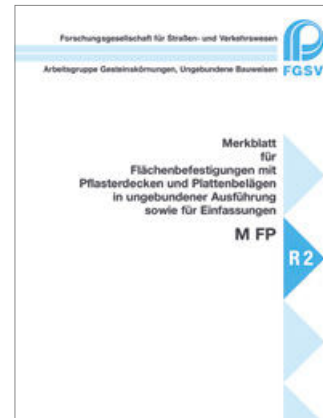 Forschungsgesellschaft für Straßen- und Verkehrswesen
FGSV
Arbeitsgruppe Gesteinskörnungen, Ungebundene Bauweisen
Merkblatt
für
Flächenbefestigungen mit
Pflasterdecken und Plattenbelägen
in ungebundener Ausführung
sowie für Einfassungen
M FP
R 2